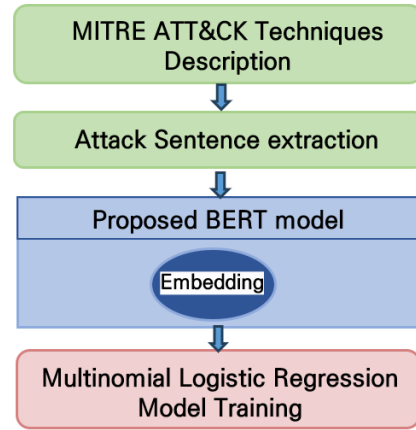 MITRE ATT&CK Techniques
Description
Attack Sentence extraction
Proposed BERT model
Embedding
Multinomial Logistic Regression
Model Training